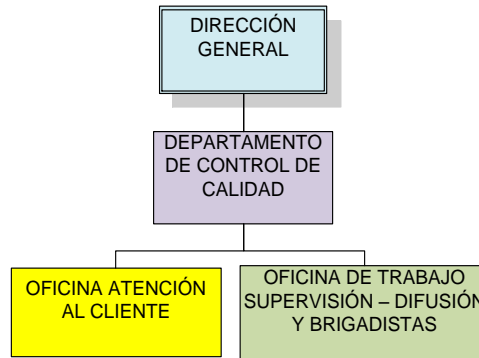 DIRECCIÓN
GENERAL
DEPARTAMENTO
DE CONTROL DE
CALIDAD
OFICINA ATENCIÓN
AL CLIENTE
OFICINA DE TRABAJO
SUPERVISIÓN – DIFUSIÓN
Y BRIGADISTAS